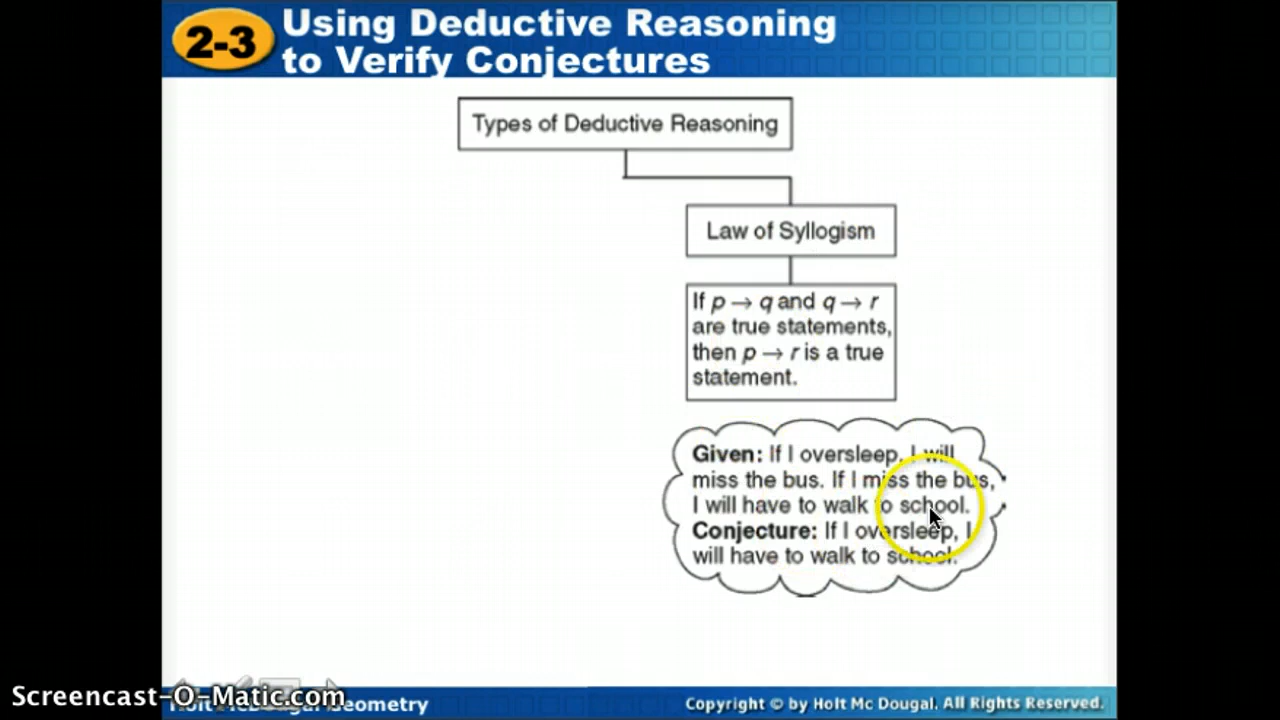 2-3
Using Deductive Reasoning
to Verify Conjectures
Types of Deductive Reasoning
Law of Syllogism
If p → q and q → r
are true statements,
then p → r is a true
statement.
Given: If I oversleep, I will
miss the bus. If I miss the bus,
I will have to walk to school.
Conjecture: If I oversleep, I
will have to walk to school.
Screencast-O-Matic.com
Holt McDougal Geometry
Copyright © by Holt Mc Dougal. All Rights Reserved.